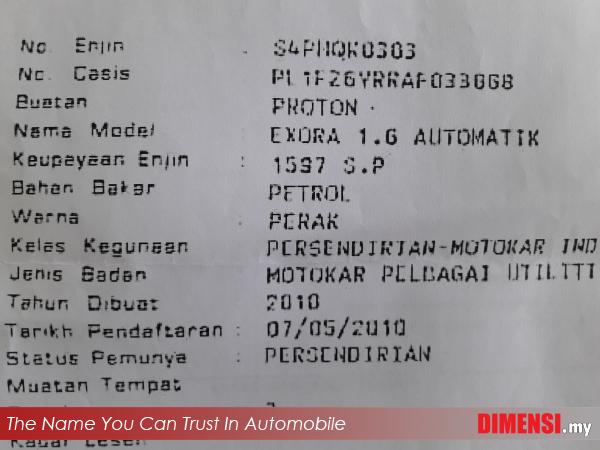 No. Enjin : S4PHQK0303
No. Casis
Buatan PROTON
Nama Model EXORA 1.6 AUTOMATIK
Keupayaan Enjin : 1597 S.P
Bahan Bakar PETROL
Warna : PERAK
Kelas Kegunaan PERSENDIRIAN-MOTOKAR IND
Jenis Badan MOTOKAR PELBAGAI UTILITI
Tahun Dibuat : 2010
Tarikh Pendaftaran : 07/05/2010
Status Pemunya : PERSENDIRIAN
Muatan Tempat
The Name You Can Trust In Automobile
DIMENSI.my